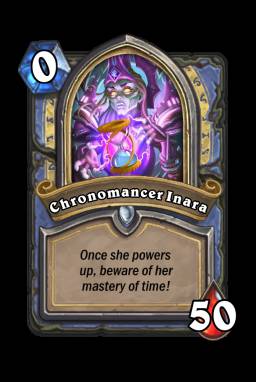 0
Chronomancer Inara
Once she powers
up, beware of her
mastery of time!
50